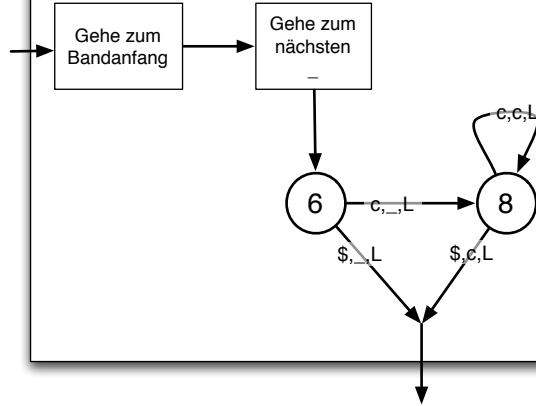 Gehe zum
Bandanfang
Gehe zum
nächsten
_
c,c,L
6
c,_,L
8
$,_,L
$,c,L